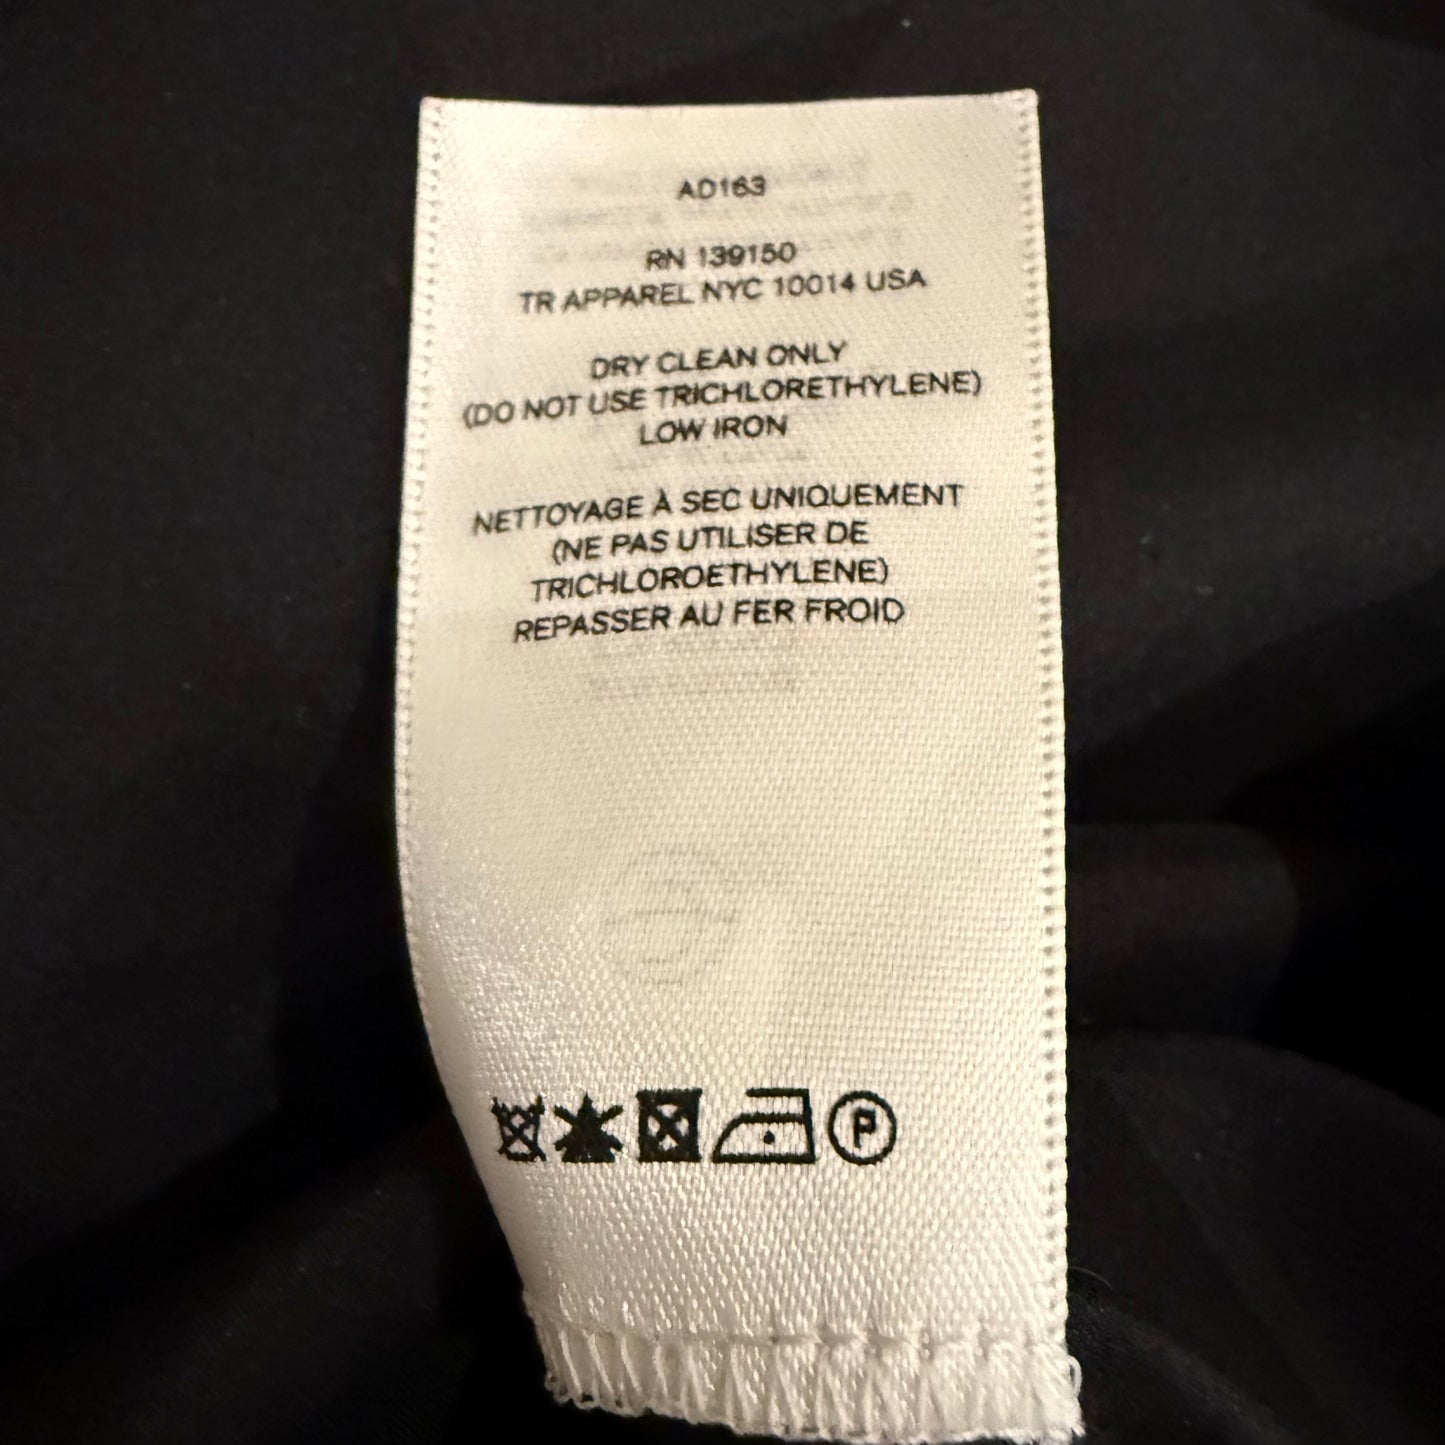 AD163
RN 139150
TR APPAREL NYC 10014 USA
DRY CLEAN ONLY
(DO NOT USE TRICHLORETHYLENE)
LOW IRON
NETTOYAGE À SEC UNIQUEMENT
(NE PAS UTILISER DE
TRICHLOROETHYLENE)
REPASSER AU FER FROID
P